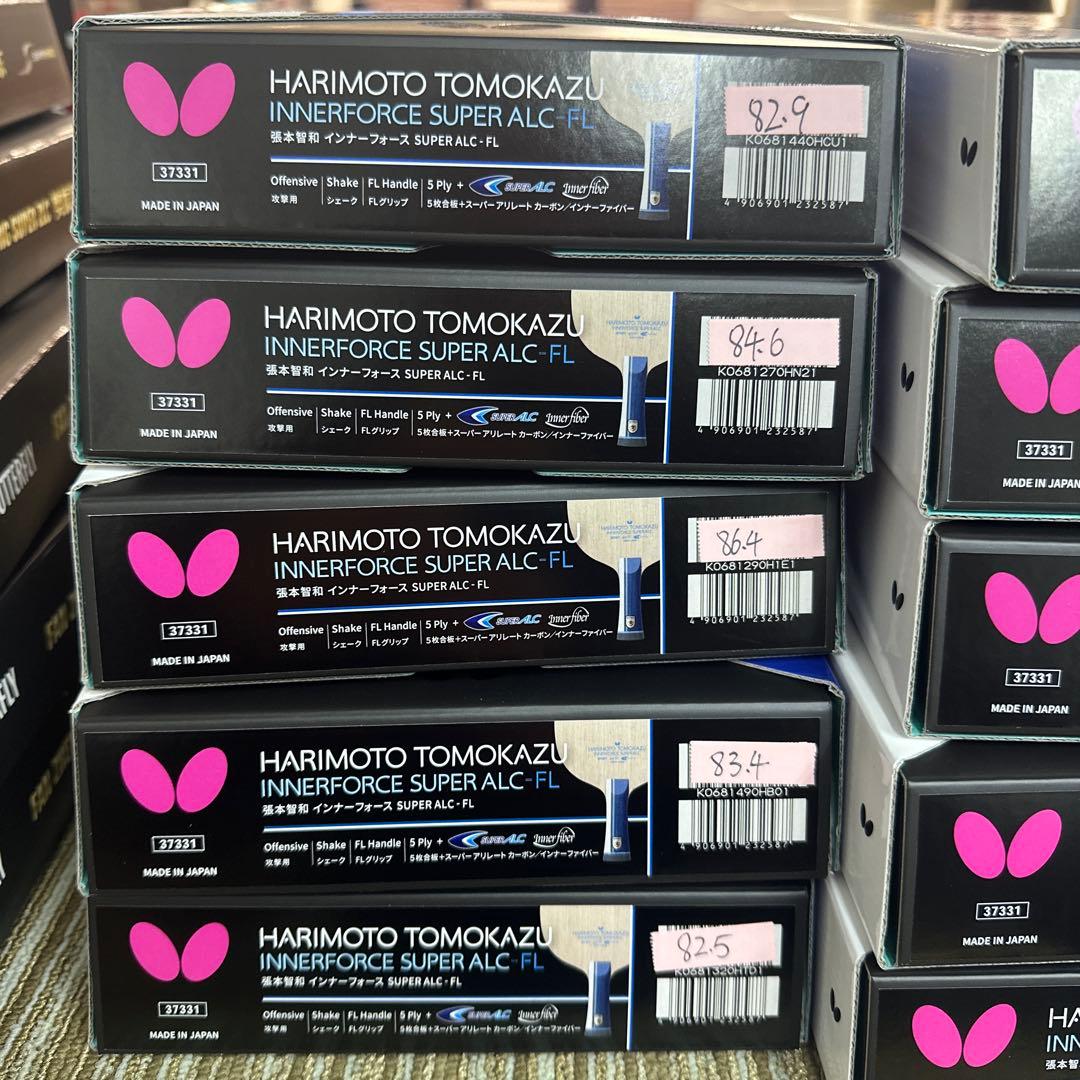 HARIMOTO TOMOKAZU
INNERFORCE SUPER ALC-FL
張本智和 インナーフォース SUPER ALC - FL
37331
MADE IN JAPAN
Offensive Shake FL Handle 5 Ply + SUPER ALC Inner fiber
攻撃用 シェーク FLグリップ 5枚合板+スーパー アリレート カーボン/インナーファイバー
82.9
K0681440HCU1
4 906901 232587
HARIMOTO TOMOKAZU
INNERFORCE SUPER ALC-FL
張本智和 インナーフォース SUPER ALC - FL
37331
MADE IN JAPAN
Offensive Shake FL Handle 5 Ply + SUPER ALC Inner fiber
攻撃用 シェーク FLグリップ 5枚合板+スーパー アリレート カーボン/インナーファイバー
84.6
K0681270HN21
4 906901 232587
HARIMOTO TOMOKAZU
INNERFORCE SUPER ALC-FL
張本智和 インナーフォース SUPER ALC - FL
37331
MADE IN JAPAN
Offensive Shake FL Handle 5 Ply + SUPER ALC Inner fiber
攻撃用 シェーク FLグリップ 5枚合板+スーパー アリレート カーボン/インナーファイバー
86.4
K0681290H1E1
4 906901 232587
HARIMOTO TOMOKAZU
INNERFORCE SUPER ALC-FL
張本智和 インナーフォース SUPER ALC - FL
37331
MADE IN JAPAN
Offensive Shake FL Handle 5 Ply + SUPER ALC Inner fiber
攻撃用 シェーク FLグリップ 5枚合板+スーパー アリレート カーボン/インナーファイバー
83.4
K0681490HB01
4 906901 232587
HARIMOTO TOMOKAZU
INNERFORCE SUPER ALC-FL
張本智和 インナーフォース SUPER ALC - FL
37331
MADE IN JAPAN
Offensive Shake FL Handle 5 Ply + SUPER ALC Inner fiber
攻撃用 シェーク FLグリップ 5枚合板+スーパー アリレート カーボン/インナーファイバー
82.5
37331
MADE IN JAPAN
37331
MADE IN JAPAN
37331
MADE IN JAPAN
HA
INN
張本智